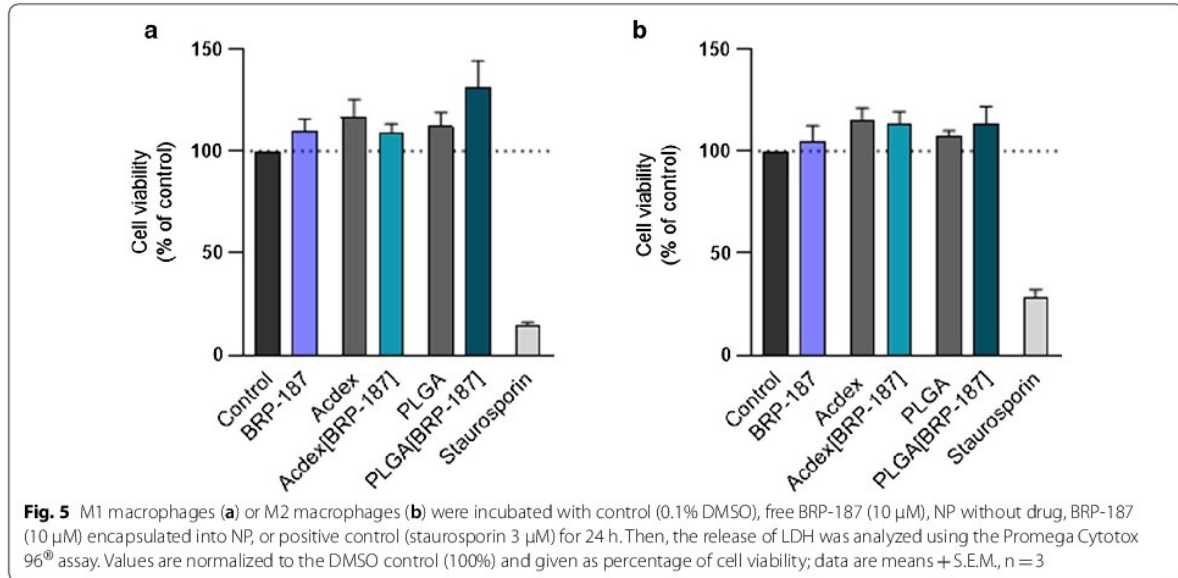 a
150
100
50
0
Cell viability
(% of control)
Control
BRP-187
Acdex
Acdex[BRP-187]
PLGA
PLGA[BRP-187]
Staurosporin
b
150
100
50
0
Cell viability
(% of control)
Control
BRP-187
Acdex
Acdex[BRP-187]
PLGA
PLGA[BRP-187]
Staurosporin
Fig. 5 M1 macrophages (a) or M2 macrophages (b) were incubated with control (0.1% DMSO), free BRP-187 (10 μM), NP without drug, BRP-187
(10 μM) encapsulated into NP, or positive control (staurosporin 3 μM) for 24 h. Then, the release of LDH was analyzed using the Promega Cytotox
96® assay. Values are normalized to the DMSO control (100%) and given as percentage of cell viability; data are means + S.E.M., n = 3